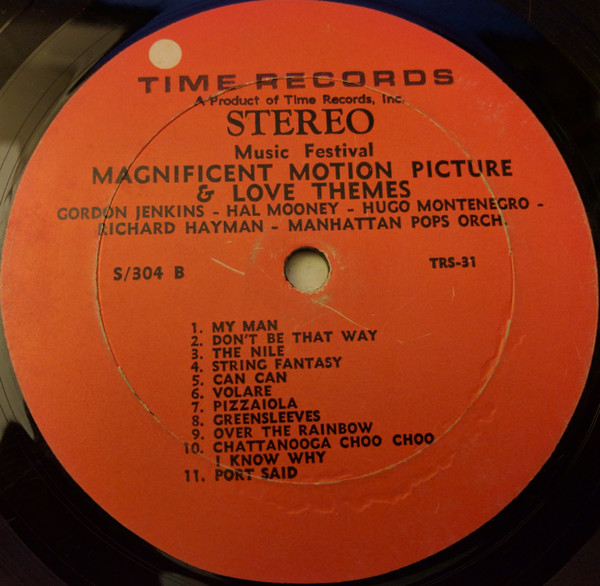 TIME RECORDS
A Product of Time Records, Inc.
STEREO
Music Festival
MAGNIFICENT MOTION PICTURE
& LOVE THEMES
GORDON JENKINS - HAL MOONEY - HUGO MONTENEGRO -
RICHARD HAYMAN - MANHATTAN POPS ORCH.
S/304 B TRS-31
1. MY MAN
2. DON'T BE THAT WAY
3. THE NILE
4. STRING FANTASY
5. CAN CAN
6. VOLARE
7. PIZZAIOLA
8. GREENSLEEVES
9. OVER THE RAINBOW
10. CHATTANOOGA CHOO CHOO
I KNOW WHY
11. PORT SAID